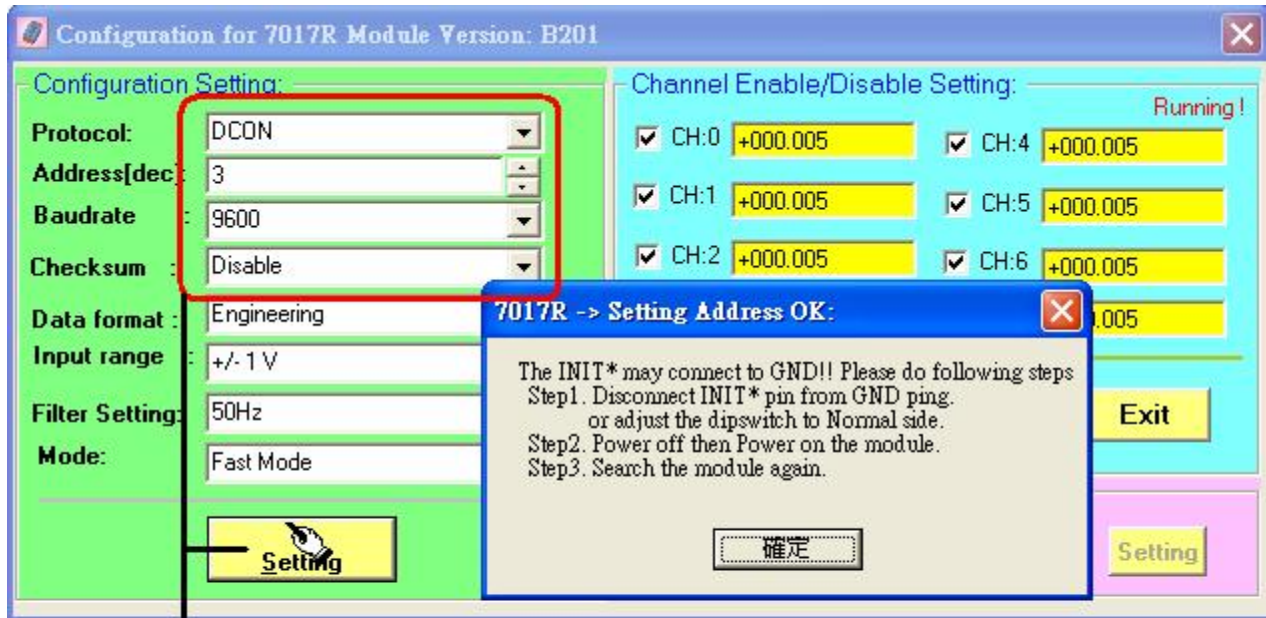 Configuration for 7017R Module Version: B201
Configuration Setting:
Protocol: DCON
Address[dec]: 3
Baudrate : 9600
Checksum : Disable
Data format : Engineering
Input range : +/- 1 V
Filter Setting: 50Hz
Mode: Fast Mode
Setting
Channel Enable/Disable Setting:
Running !
CH:0 +000.005 CH:4 +000.005
CH:1 +000.005 CH:5 +000.005
CH:2 +000.005 CH:6 +000.005
.005
Exit
Setting
7017R -> Setting Address OK:
The INIT* may connect to GND!! Please do following steps
Step1. Disconnect INIT* pin from GND ping.
or adjust the dipswitch to Normal side.
Step2. Power off then Power on the module.
Step3. Search the module again.
確定